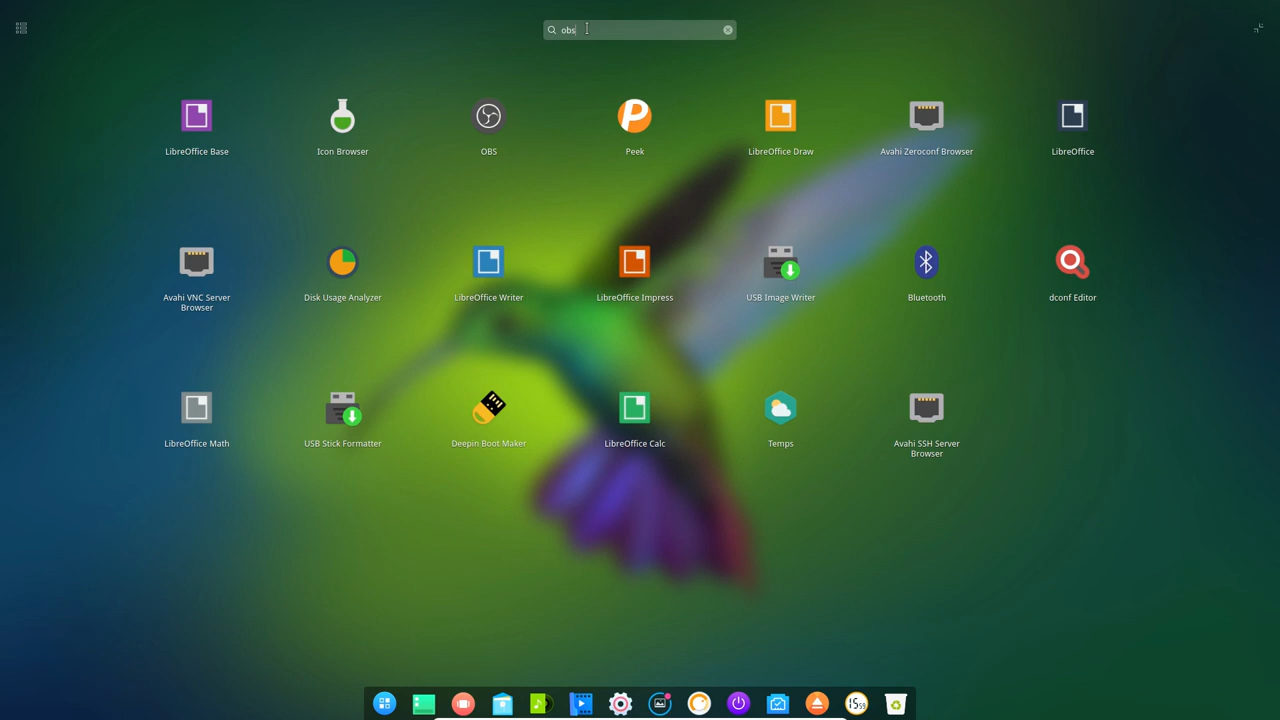 obs
LibreOffice Base
Icon Browser
OBS
Peek
LibreOffice Draw
Avahi Zeroconf Browser
LibreOffice
Avahi VNC Server
Browser
Disk Usage Analyzer
LibreOffice Writer
LibreOffice Impress
USB Image Writer
Bluetooth
dconf Editor
LibreOffice Math
USB Stick Formatter
Deepin Boot Maker
LibreOffice Calc
Temps
Avahi SSH Server
Browser
15 59